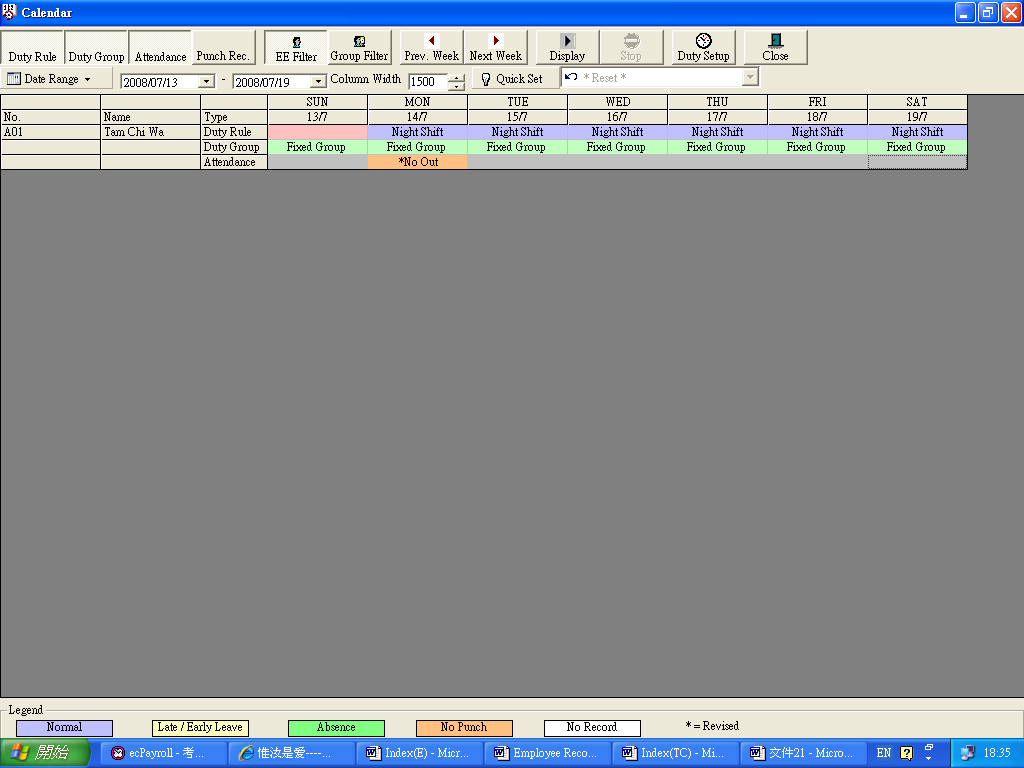 Calendar
Duty Rule Duty Group Attendance Punch Rec. EE Filter Group Filter Prev. Week Next Week Display Stop Duty Setup Close
Date Range 2008/07/13 - 2008/07/19 Column Width 1500 Quick Set * Reset *
SUN MON TUE WED THU FRI SAT
No. Name Type 13/7 14/7 15/7 16/7 17/7 18/7 19/7
A01 Tam Chi Wa Duty Rule Night Shift Night Shift Night Shift Night Shift Night Shift Night Shift
Duty Group Fixed Group Fixed Group Fixed Group Fixed Group Fixed Group Fixed Group Fixed Group
Attendance *No Out
Legend
Normal Late / Early Leave Absence No Punch No Record * = Revised
開始 ecPayroll - 考... 惟汝是爱----... Index(E) - Micr... Employee Reco... Index(TC) - Mi... 文件21 - Micro... EN 18:35